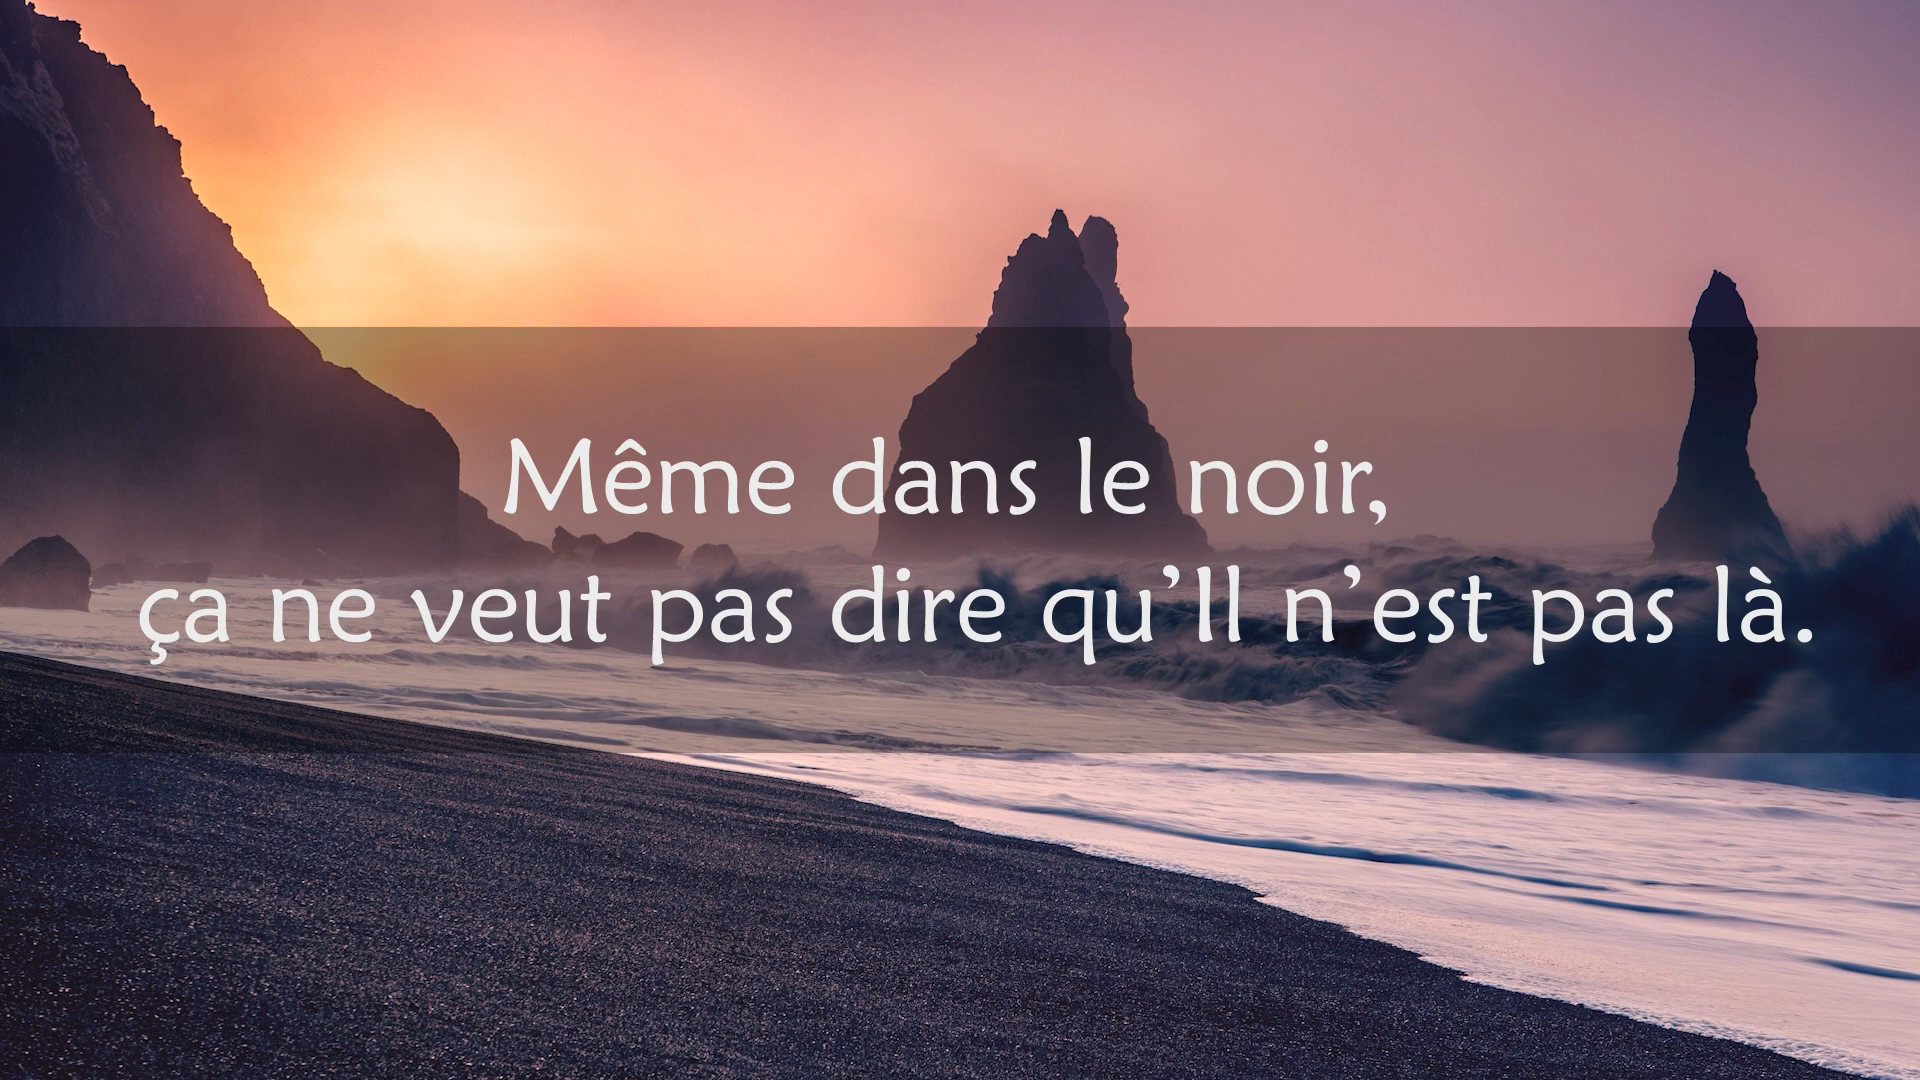 Même dans le noir,
ça ne veut pas dire qu’Il n’est pas là.